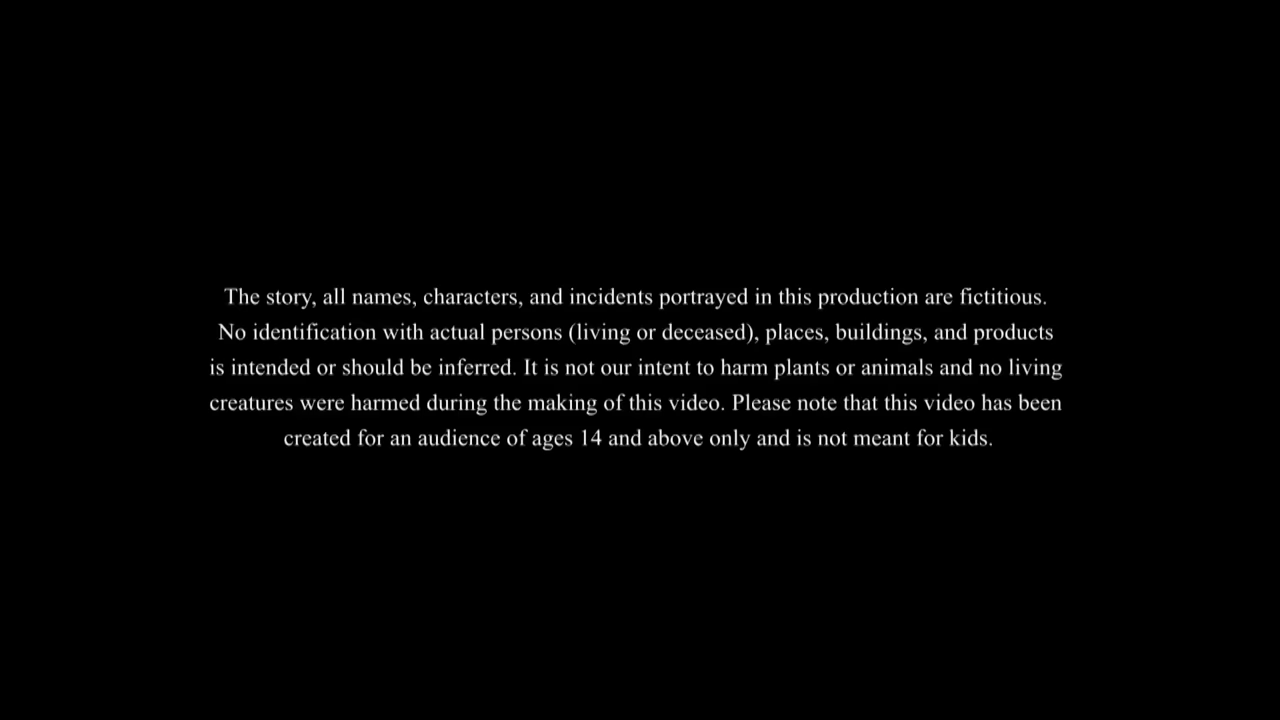 The story, all names, characters, and incidents portrayed in this production are fictitious.
No identification with actual persons (living or deceased), places, buildings, and products
is intended or should be inferred. It is not our intent to harm plants or animals and no living
creatures were harmed during the making of this video. Please note that this video has been
created for an audience of ages 14 and above only and is not meant for kids.